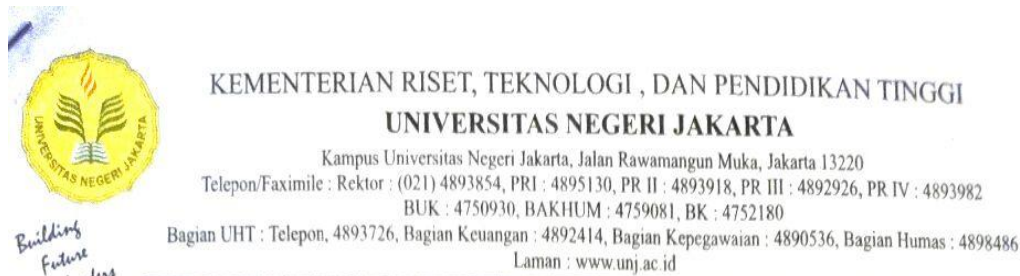 KEMENTERIAN RISET, TEKNOLOGI , DAN PENDIDIKAN TINGGI
UNIVERSITAS NEGERI JAKARTA
Kampus Universitas Negeri Jakarta, Jalan Rawamangun Muka, Jakarta 13220
Telepon/Faximile : Rektor : (021) 4893854, PRI : 4895130, PR II : 4893918, PR III : 4892926, PR IV : 4893982
BUK : 4750930, BAKHUM : 4759081, BK : 4752180
Bagian UHT : Telepon, 4893726, Bagian Keuangan : 4892414, Bagian Kepegawaian : 4890536, Bagian Humas : 4898486
Laman : www.unj.ac.id
UNIVERSITAS NEGERI JAKARTA
Building
Future